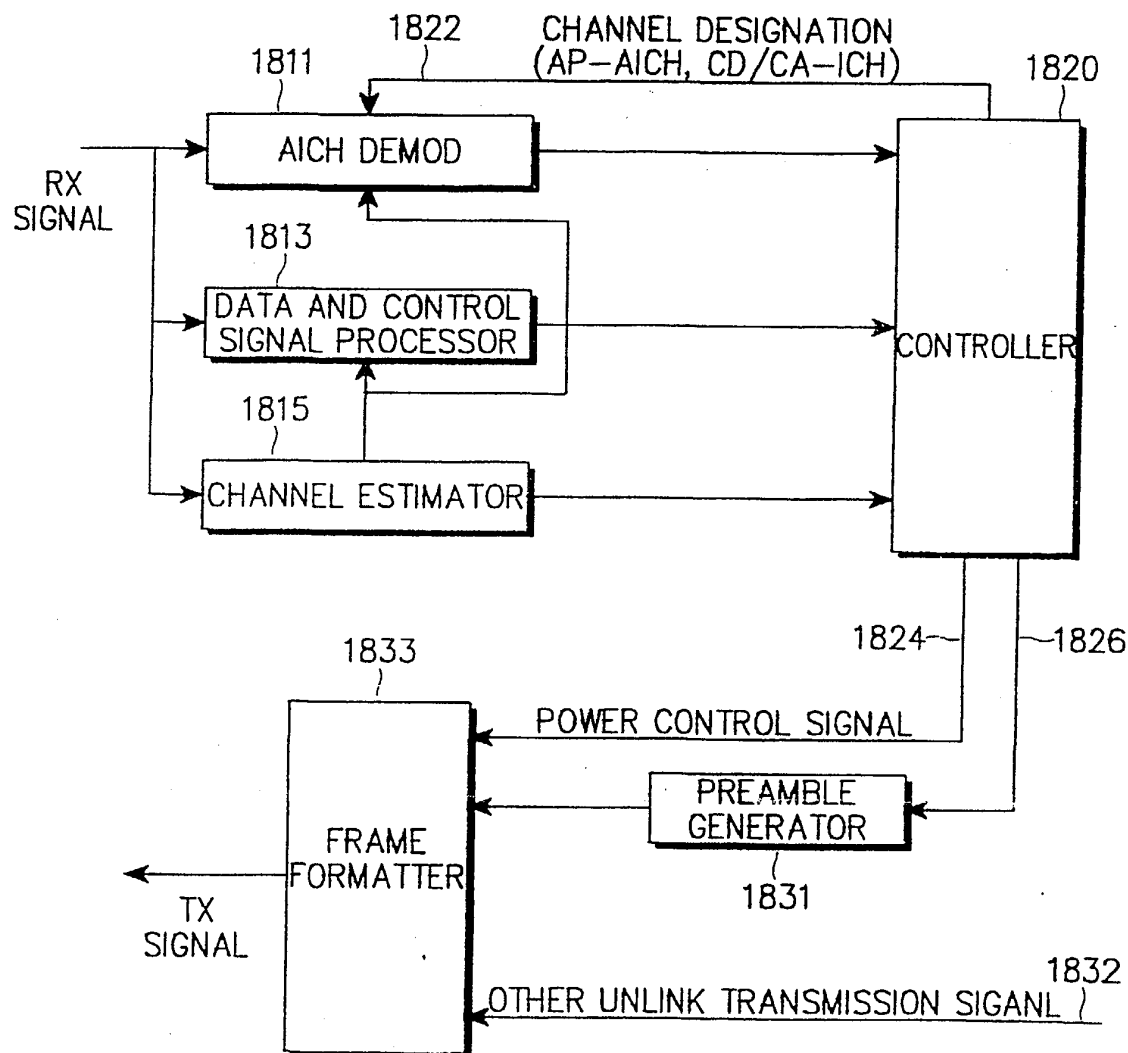 1822
CHANNEL DESIGNATION
(AP-AICH, CD/CA-ICH)
1811
1820
AICH DEMOD
RX
SIGNAL
1813
DATA AND CONTROL
SIGNAL PROCESSOR
CONTROLLER
1815
CHANNEL ESTIMATOR
1824
1826
1833
POWER CONTROL SIGNAL
PREAMBLE
GENERATOR
FRAME
FORMATTER
1831
TX
SIGNAL
1832
OTHER UNLINK TRANSMISSION SIGANL